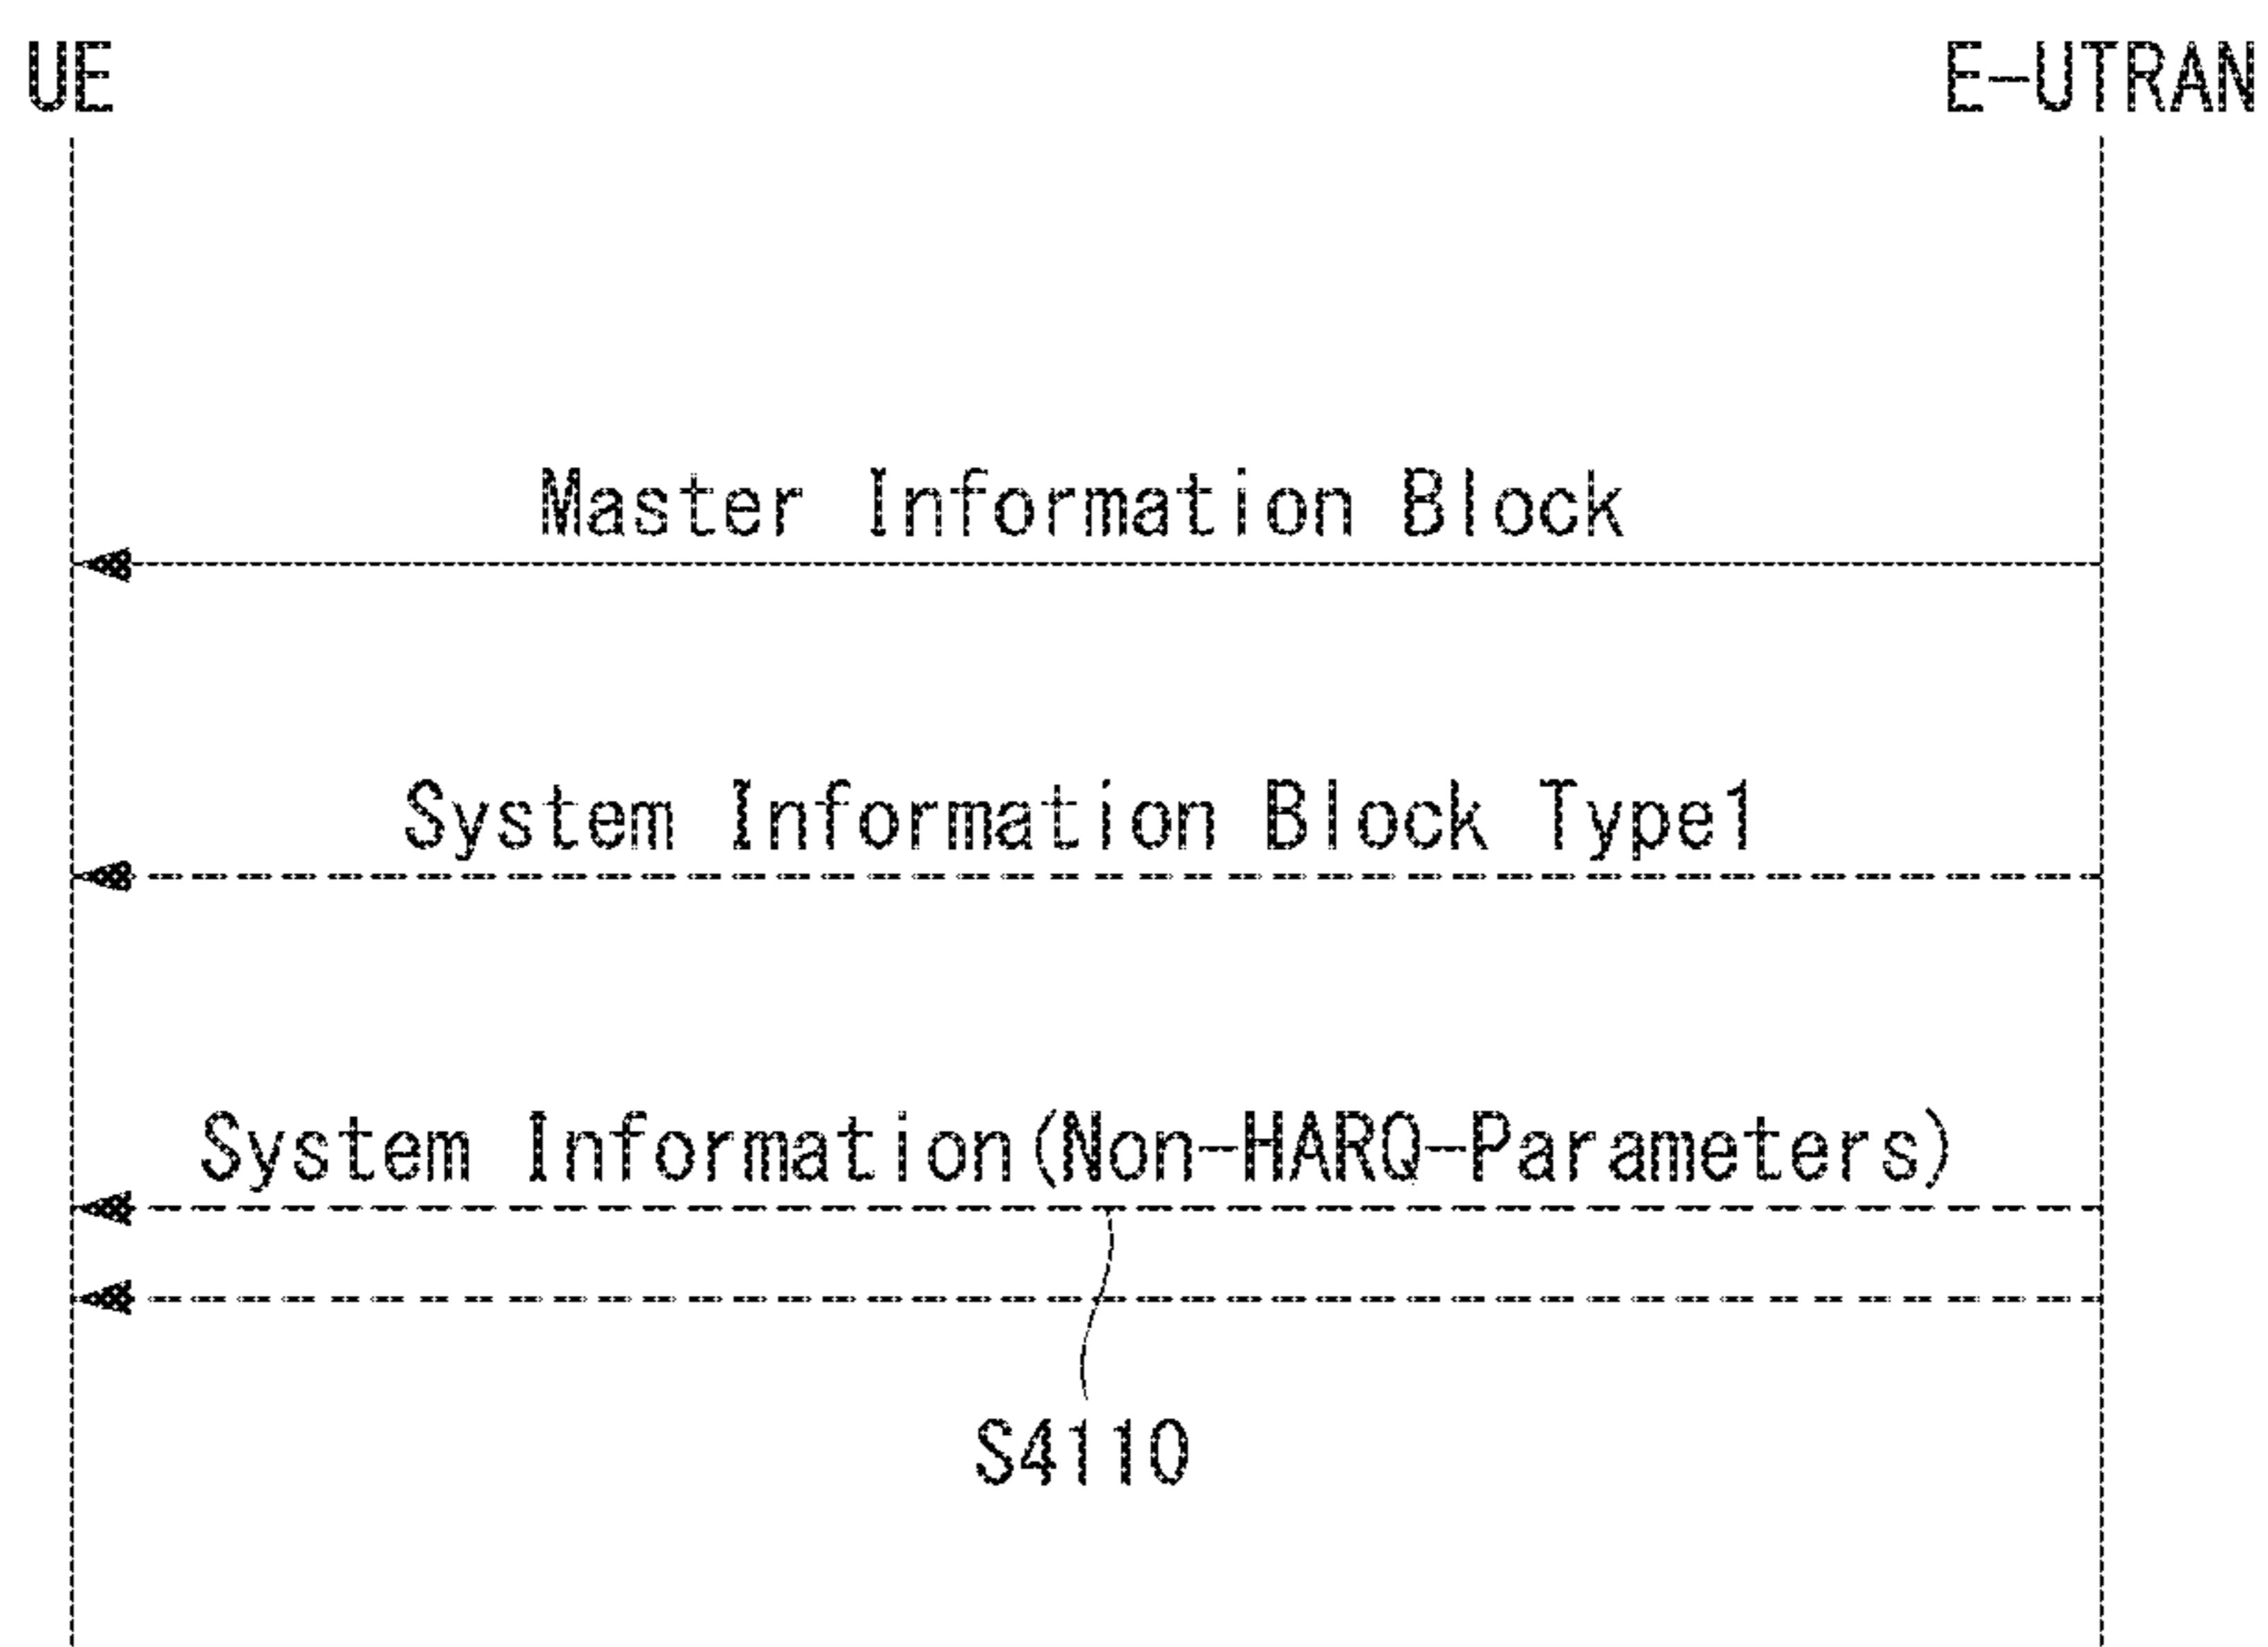 UE
E-UTRAN
Master Information Block
System Information Block Type1
System Information(Non-HARQ-Parameters)
S4110